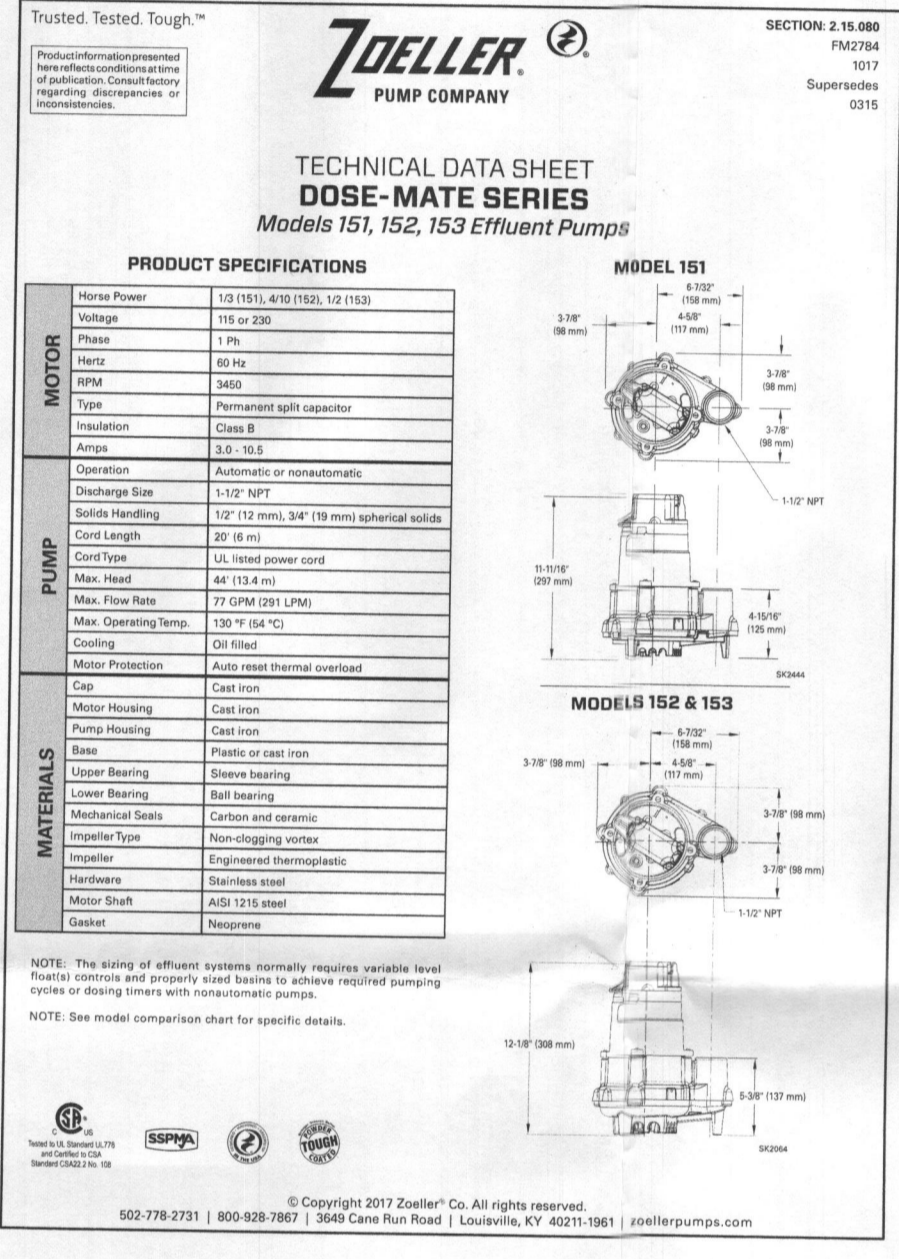 Trusted. Tested. Tough.™
Product information presented
here reflects conditions at time
of publication. Consult factory
regarding discrepancies or
inconsistencies.
ZOELLER®
PUMP COMPANY
SECTION: 2.15.080
FM2784
1017
Supersedes
0315
TECHNICAL DATA SHEET
DOSE-MATE SERIES
Models 151, 152, 153 Effluent Pumps
PRODUCT SPECIFICATIONS
MOTOR
Horse Power 1/3 (151), 4/10 (152), 1/2 (153)
Voltage 115 or 230
Phase 1 Ph
Hertz 60 Hz
RPM 3450
Type Permanent split capacitor
Insulation Class B
Amps 3.0 - 10.5
PUMP
Operation Automatic or nonautomatic
Discharge Size 1-1/2" NPT
Solids Handling 1/2" (12 mm), 3/4" (19 mm) spherical solids
Cord Length 20' (6 m)
Cord Type UL listed power cord
Max. Head 44' (13.4 m)
Max. Flow Rate 77 GPM (291 LPM)
Max. Operating Temp. 130 °F (54 °C)
Cooling Oil filled
Motor Protection Auto reset thermal overload
MATERIALS
Cap Cast iron
Motor Housing Cast iron
Pump Housing Cast iron
Base Plastic or cast iron
Upper Bearing Sleeve bearing
Lower Bearing Ball bearing
Mechanical Seals Carbon and ceramic
Impeller Type Non-clogging vortex
Impeller Engineered thermoplastic
Hardware Stainless steel
Motor Shaft AISI 1215 steel
Gasket Neoprene
NOTE: The sizing of effluent systems normally requires variable level
float(s) controls and properly sized basins to achieve required pumping
cycles or dosing timers with nonautomatic pumps.
NOTE: See model comparison chart for specific details.
MODEL 151
6-7/32"
(158 mm)
3-7/8"
(98 mm)
4-5/8"
(117 mm)
3-7/8"
(98 mm)
3-7/8"
(98 mm)
1-1/2" NPT
11-11/16"
(297 mm)
4-15/16"
(125 mm)
SK2444
MODELS 152 & 153
6-7/32"
(158 mm)
3-7/8" (98 mm)
4-5/8"
(117 mm)
3-7/8" (98 mm)
3-7/8" (98 mm)
1-1/2" NPT
12-1/8" (308 mm)
5-3/8" (137 mm)
SK2064
C US
Tested to UL Standard UL778
and Certified to CSA
Standard CSA22.2 No. 108
SSPMA
POWDER
TOUGH
COATED
© Copyright 2017 Zoeller® Co. All rights reserved.
502-778-2731 | 800-928-7867 | 3649 Cane Run Road | Louisville, KY 40211-1961 | zoellerpumps.com